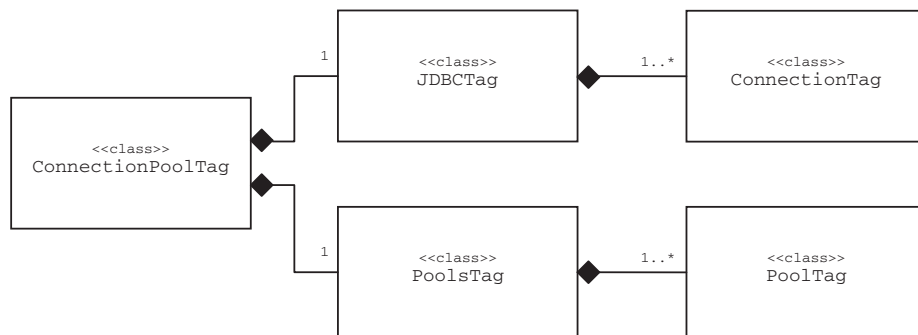 <<class>>
JDBCTag
1
1..*
<<class>>
ConnectionTag
<<class>>
ConnectionPoolTag
1
<<class>>
PoolsTag
1..*
<<class>>
PoolTag